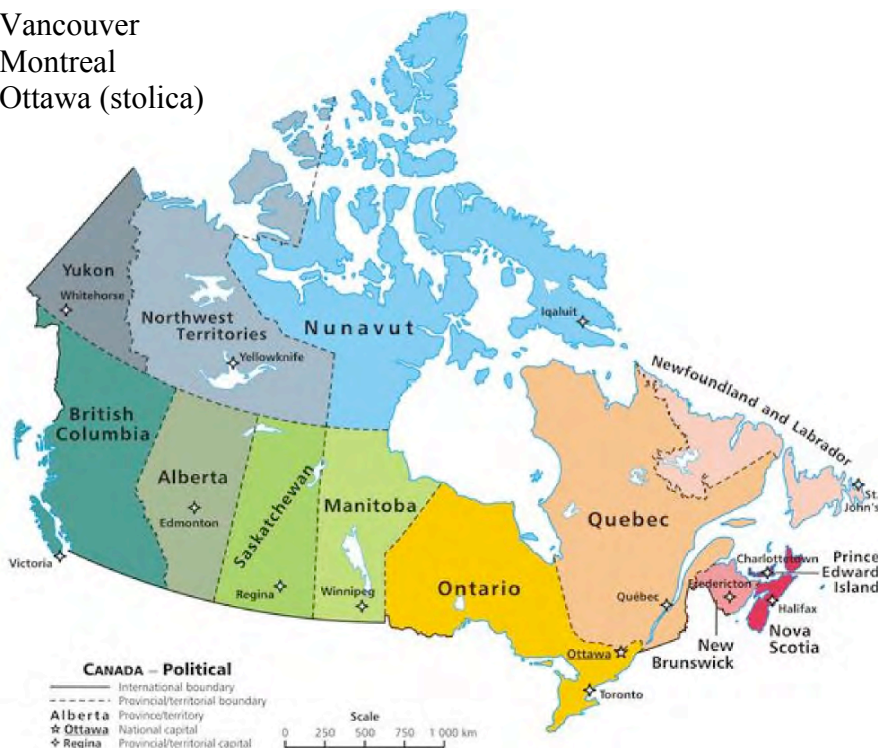 Vancouver
Montreal
Ottawa (stolica)
Yukon
Whitehorse
Northwest
Territories
Yellowknife
Nunavut
Iqaluit
Newfoundland and Labrador
St.
John's
British
Columbia
Alberta
Edmonton
Saskatchewan
Manitoba
Quebec
Ontario
Victoria
Regina
Winnipeg
Québec
Charlottetown
Prince
Edward
Island
Fredericton
Halifax
Nova
Scotia
New
Brunswick
Ottawa
Toronto
CANADA – Political
International boundary
Provincial/territorial boundary
Alberta Province/territory
Ottawa National capital
Regina Provincial/territorial capital
Scale
0 250 500 750 1 000 km